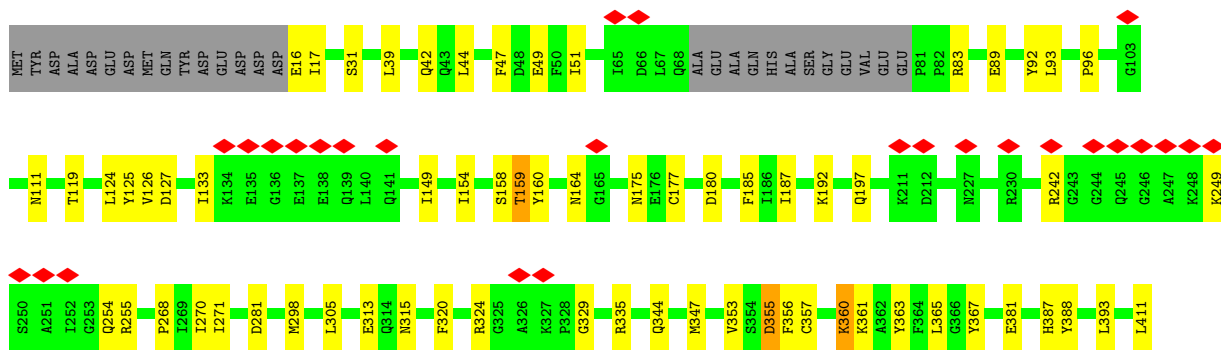 MET TYR ASP ALA ASP GLU ASP ASP MET GLN TYR ASP GLU ASP ASP ASP E16 I17 S31 L39 Q42 Q43 L44 F47 D48 E49 F50 I51 I65 D66 L67 Q68 ALA GLU ALA GLN HIS ALA SER GLY GLU VAL GLU GLU P81 P82 R83 E89 Y92 L93 P96 G103
N111 T119 L124 Y125 V126 D127 I133 K134 E135 G136 E137 E138 Q139 L140 Q141 I149 I154 S158 T159 Y160 N164 G165 N175 E176 C177 D180 F185 I186 I187 K192 Q197 K211 D212 N227 R230 R242 G243 G244 Q245 G246 A247 K248 K249
S250 A251 I252 G253 Q254 R255 P268 I269 I270 I271 D281 M298 L305 E313 Q314 N315 F320 R324 G325 A326 K327 P328 G329 R335 Q344 M347 V353 S354 D355 F356 C357 K360 K361 A362 Y363 F364 L365 G366 Y367 E381 H387 Y388 L393 L411